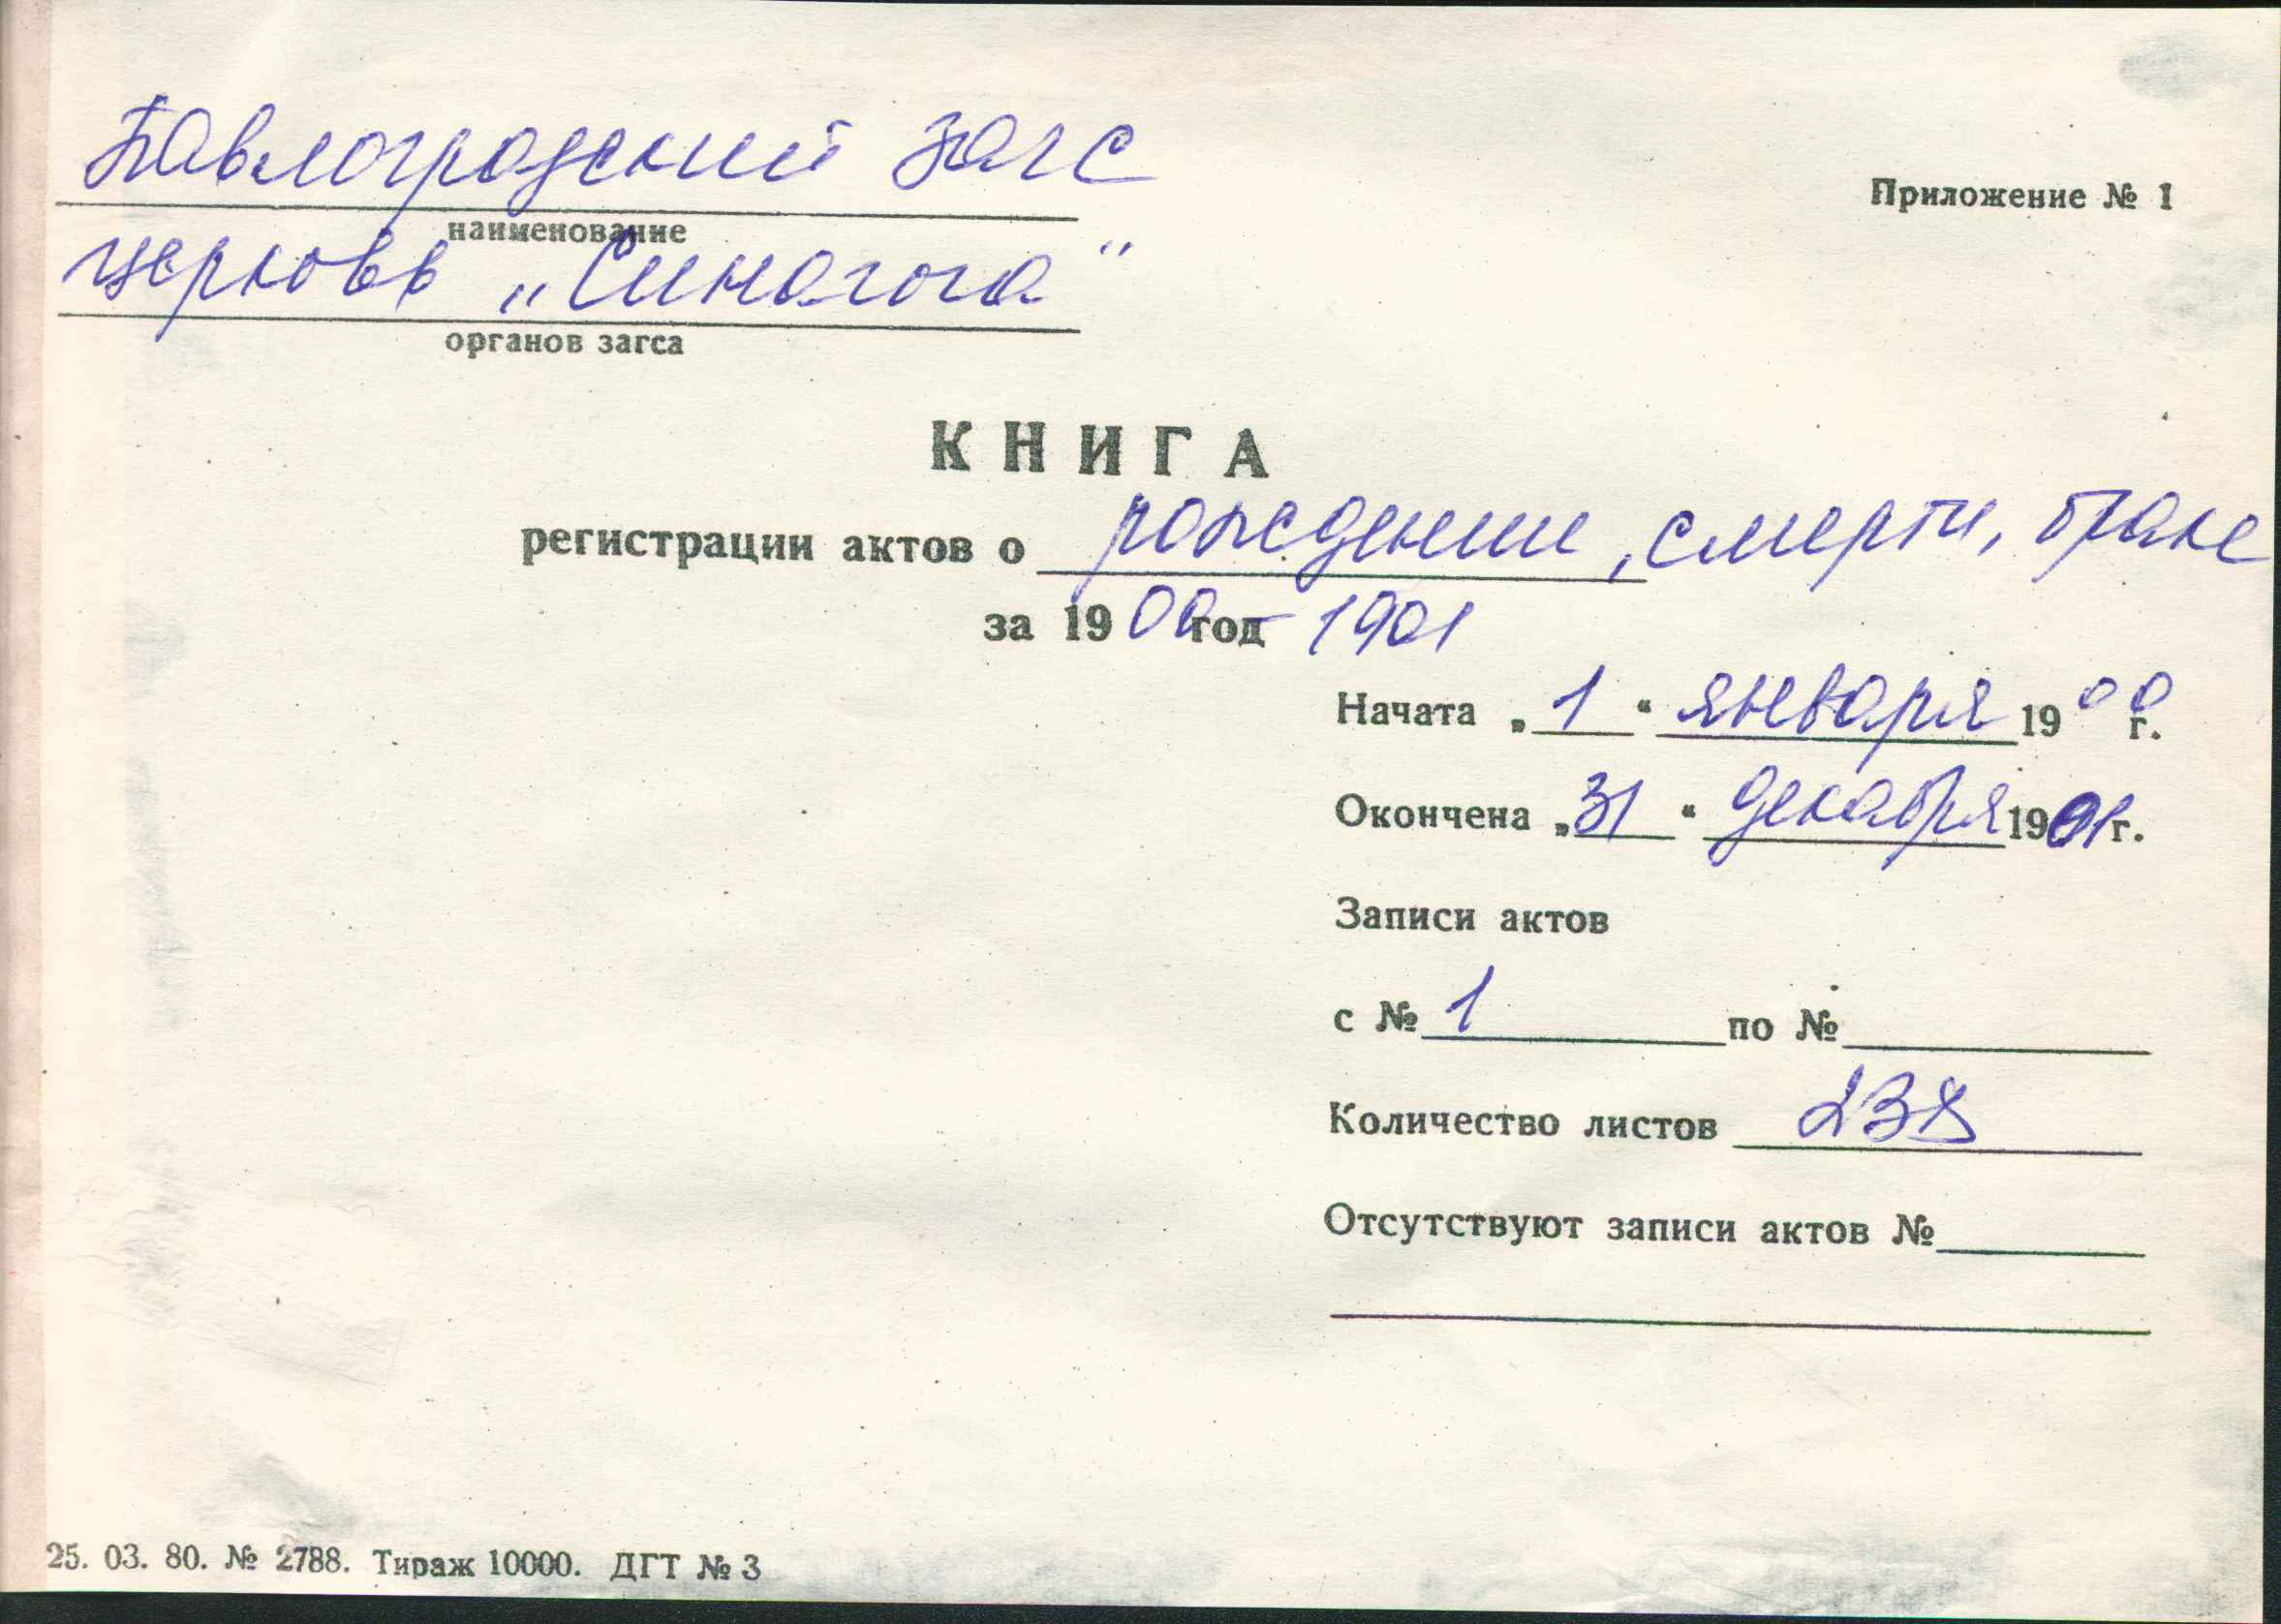 Павлоградский загс
Приложение № 1
наименование
церковь „Синагога"
органов загса
КНИГА
регистрации актов о рождении, смерти, браке
за 1900 год - 1901
Начата „1" января 1900 г.
Окончена „31" декабря 1901 г.
Записи актов
с № 1 по №
Количество листов 238
Отсутствуют записи актов №
25. 03. 80. № 2788. Тираж 10000. ДГТ № 3